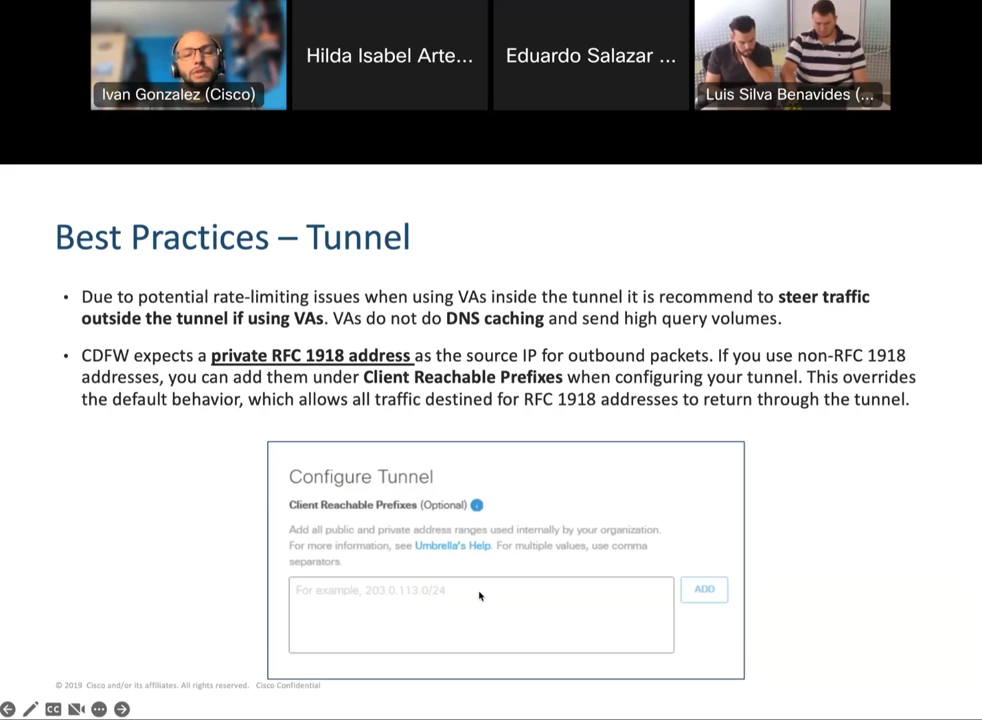 Ivan Gonzalez (Cisco)
Hilda Isabel Arte...
Eduardo Salazar ...
Luis Silva Benavides (...
Best Practices – Tunnel
• Due to potential rate-limiting issues when using VAs inside the tunnel it is recommend to steer traffic
outside the tunnel if using VAs. VAs do not do DNS caching and send high query volumes.
• CDFW expects a private RFC 1918 address as the source IP for outbound packets. If you use non-RFC 1918
addresses, you can add them under Client Reachable Prefixes when configuring your tunnel. This overrides
the default behavior, which allows all traffic destined for RFC 1918 addresses to return through the tunnel.
Configure Tunnel
Client Reachable Prefixes (Optional) i
Add all public and private address ranges used internally by your organization.
For more information, see Umbrella's Help. For multiple values, use comma
separators.
For example, 203.0.113.0/24
ADD
© 2019 Cisco and/or its affiliates. All rights reserved. Cisco Confidential
CC